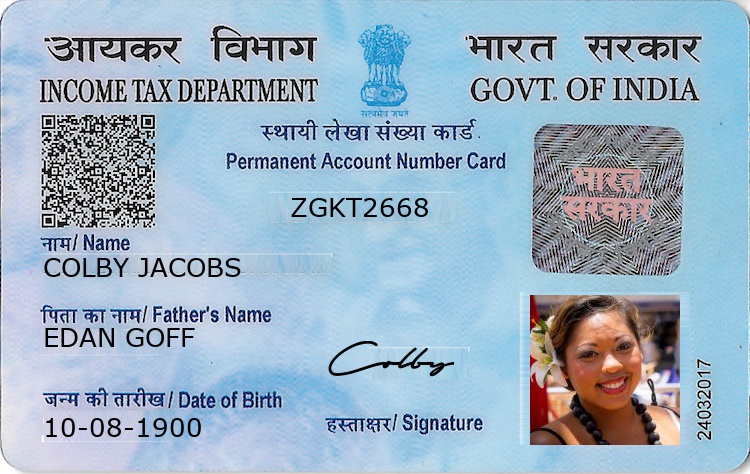 आयकर विभाग
INCOME TAX DEPARTMENT
सत्यमेव जयते
भारत सरकार
GOVT. OF INDIA
स्थायी लेखा संख्या कार्ड
Permanent Account Number Card
ZGKT2668
भारत
सरकार
नाम/ Name
COLBY JACOBS
पिता का नाम/ Father's Name
EDAN GOFF
जन्म की तारीख / Date of Birth
10-08-1900
Colby
हस्ताक्षर/ Signature
24032017